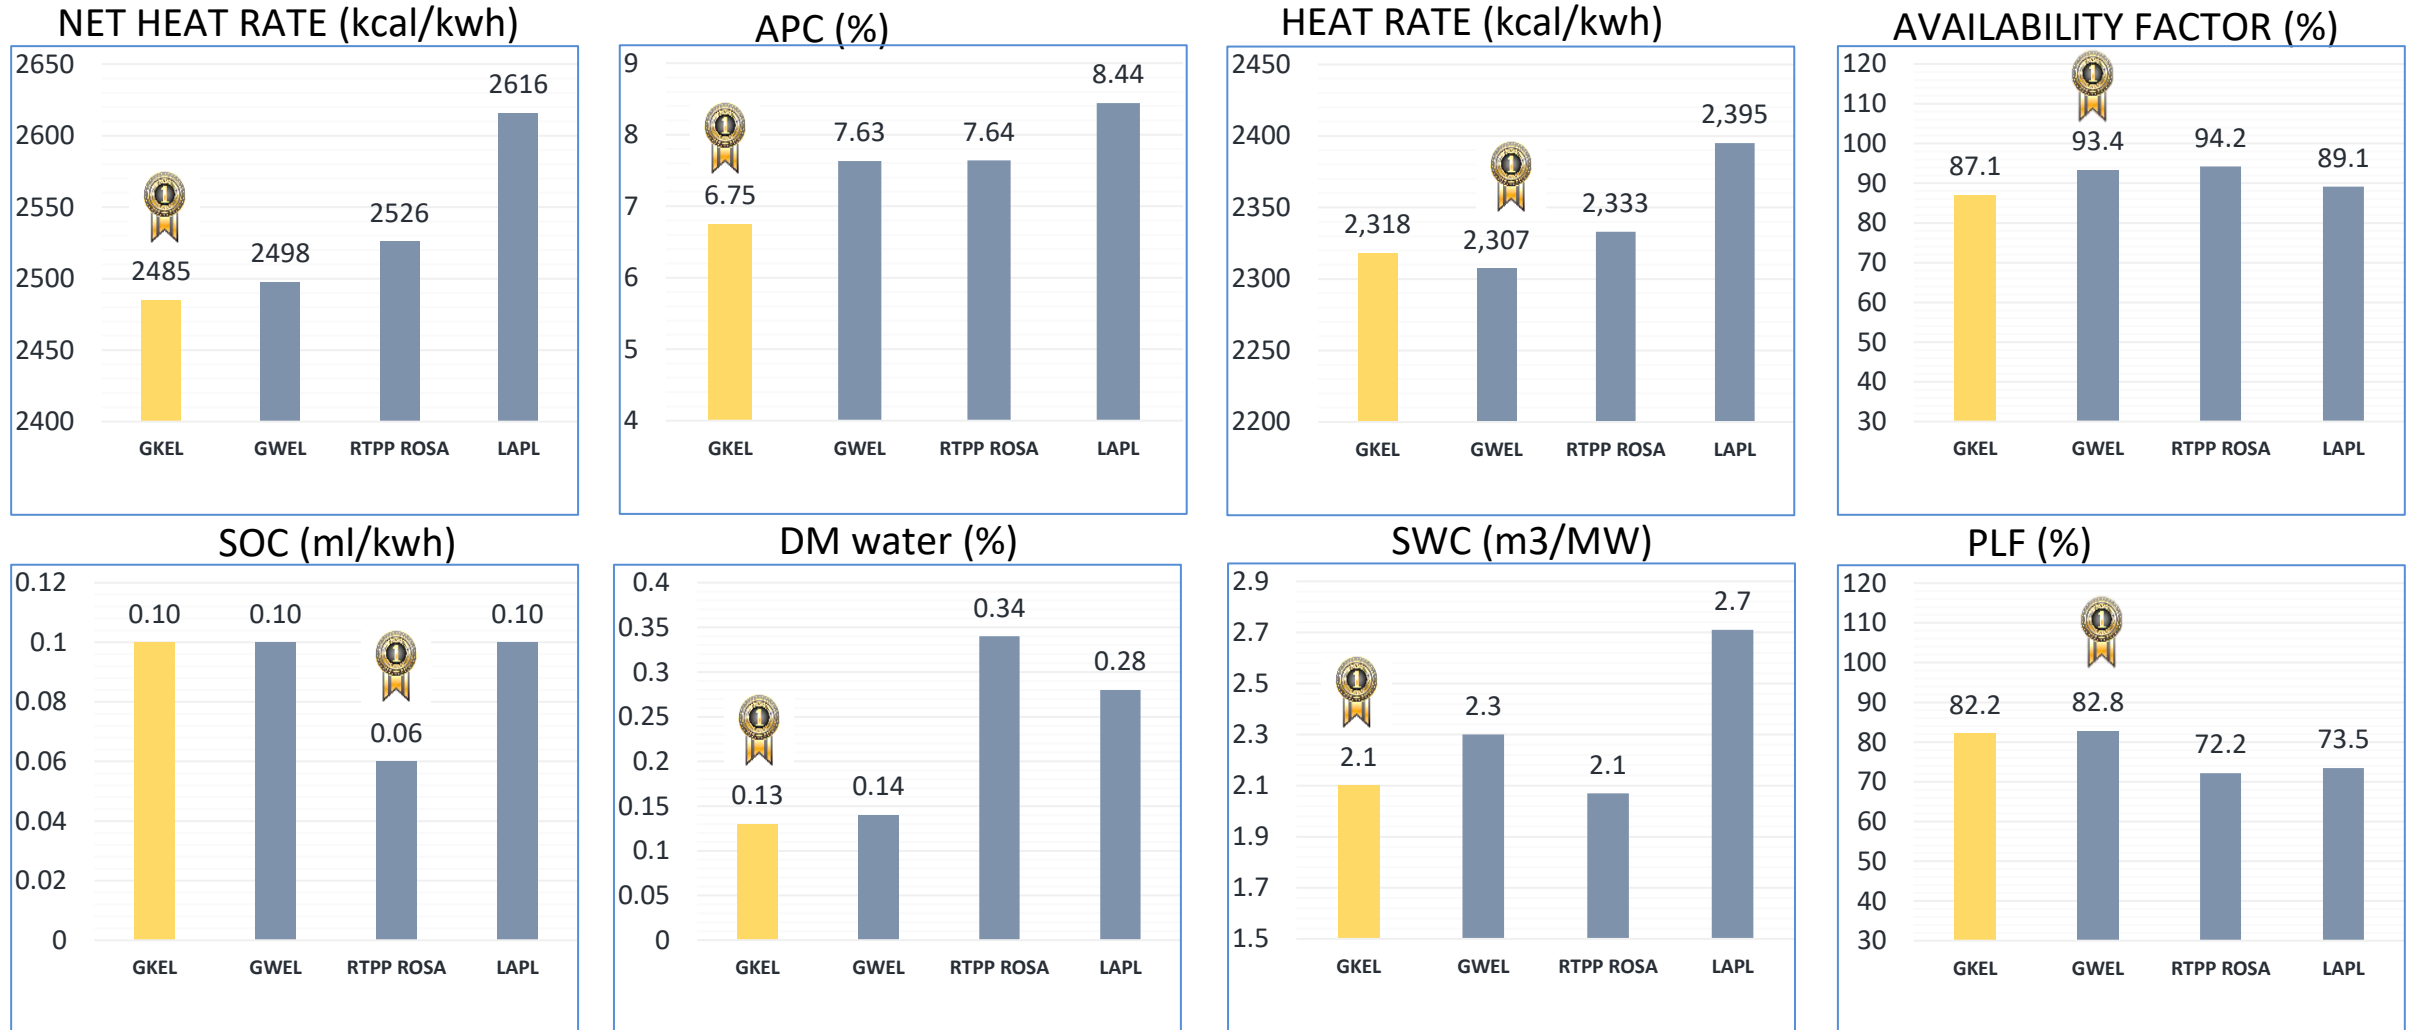 NET HEAT RATE (kcal/kwh)
2650
2600
2550
2500
2450
2400
2485
2498
2526
2616
1
GKEL
GWEL
RTPP ROSA
LAPL
APC (%)
9
8
7
6
5
4
6.75
7.63
7.64
8.44
1
GKEL
GWEL
RTPP ROSA
LAPL
HEAT RATE (kcal/kwh)
2450
2400
2350
2300
2250
2200
2,318
2,307
2,333
2,395
1
GKEL
GWEL
RTPP ROSA
LAPL
AVAILABILITY FACTOR (%)
120
110
100
90
80
70
60
50
40
30
87.1
93.4
94.2
89.1
1
GKEL
GWEL
RTPP ROSA
LAPL
SOC (ml/kwh)
0.12
0.1
0.08
0.06
0.04
0.02
0
0.10
0.10
0.06
0.10
1
GKEL
GWEL
RTPP ROSA
LAPL
DM water (%)
0.4
0.35
0.3
0.25
0.2
0.15
0.1
0.05
0
0.13
0.14
0.34
0.28
1
GKEL
GWEL
RTPP ROSA
LAPL
SWC (m3/MW)
2.9
2.7
2.5
2.3
2.1
1.9
1.7
1.5
2.1
2.3
2.1
2.7
1
GKEL
GWEL
RTPP ROSA
LAPL
PLF (%)
120
110
100
90
80
70
60
50
40
30
82.2
82.8
72.2
73.5
1
GKEL
GWEL
RTPP ROSA
LAPL